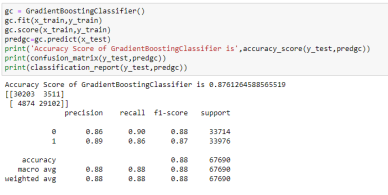 gc = GradientBoostingClassifier()
gc.fit(x_train,y_train)
gc.score(x_train,y_train)
predgc=gc.predict(x_test)
print('Accuracy Score of GradientBoostingClassifier is',accuracy_score(y_test,predgc))
print(confusion_matrix(y_test,predgc))
print(classification_report(y_test,predgc))
Accuracy Score of GradientBoostingClassifier is 0.8761264588565519
[[30203 3511]
[ 4874 29102]]
precision recall f1-score support
0 0.86 0.90 0.88 33714
1 0.89 0.86 0.87 33976
accuracy 0.88 67690
macro avg 0.88 0.88 0.88 67690
weighted avg 0.88 0.88 0.88 67690